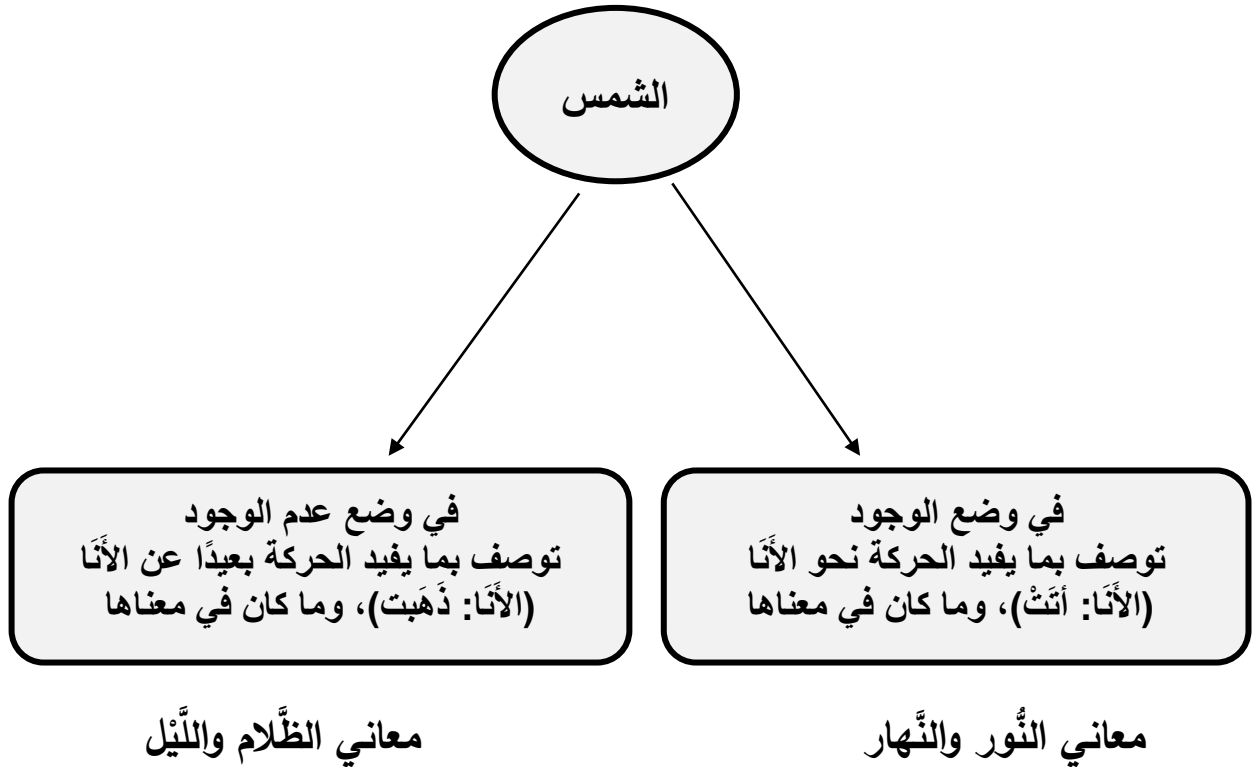 الشمس
في وضع الوجود
توصف بما يفيد الحركة نحو الأَنَا
(الأَنَا: أتَتْ)، وما كان في معناها
في وضع عدم الوجود
توصف بما يفيد الحركة بعيدًا عن الأَنَا
(الأَنَا: ذَهَبت)، وما كان في معناها
معاني النُّور والنَّهار
معاني الظَّلام واللَّيْل